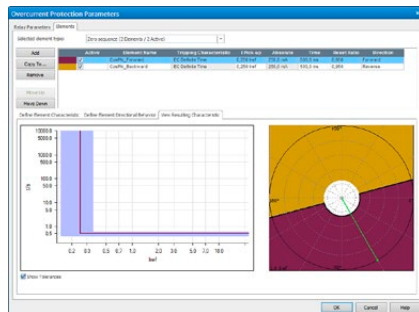 Overcurrent Protection Parameters
Relay Parameters Elements
Selected element type: Zero sequence (2 Elements / 2 Active)
Add
Copy To...
Remove
Move Up
Move Down
Active Element Name Tripping Characteristic I Pick-up Absolute Time Reset Ratio Direction
CosPhi_Forward IEC Definite Time Forward
CosPhi_Backward IEC Definite Time Reverse
Define Element Characteristic Define Element Directional Behavior View Resulting Characteristic
10000.0
5000.0
1000.0
500.0
100.0
50.0
10.0
5.0
1.0
0.5
t/s
0.2 0.3 0.5 0.7 1.0 2.0 3.0 5.0 7.0 10.0
Iref
Show Tolerances
OK Cancel Help